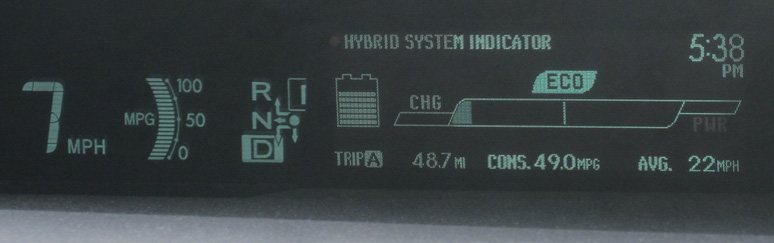 HYBRID SYSTEM INDICATOR
5:38
PM
7 MPH
MPG
100
50
0
R
N
D
ECO
CHG
PWR
TRIP A 48.7 MI CONS. 49.0 MPG AVG. 22 MPH